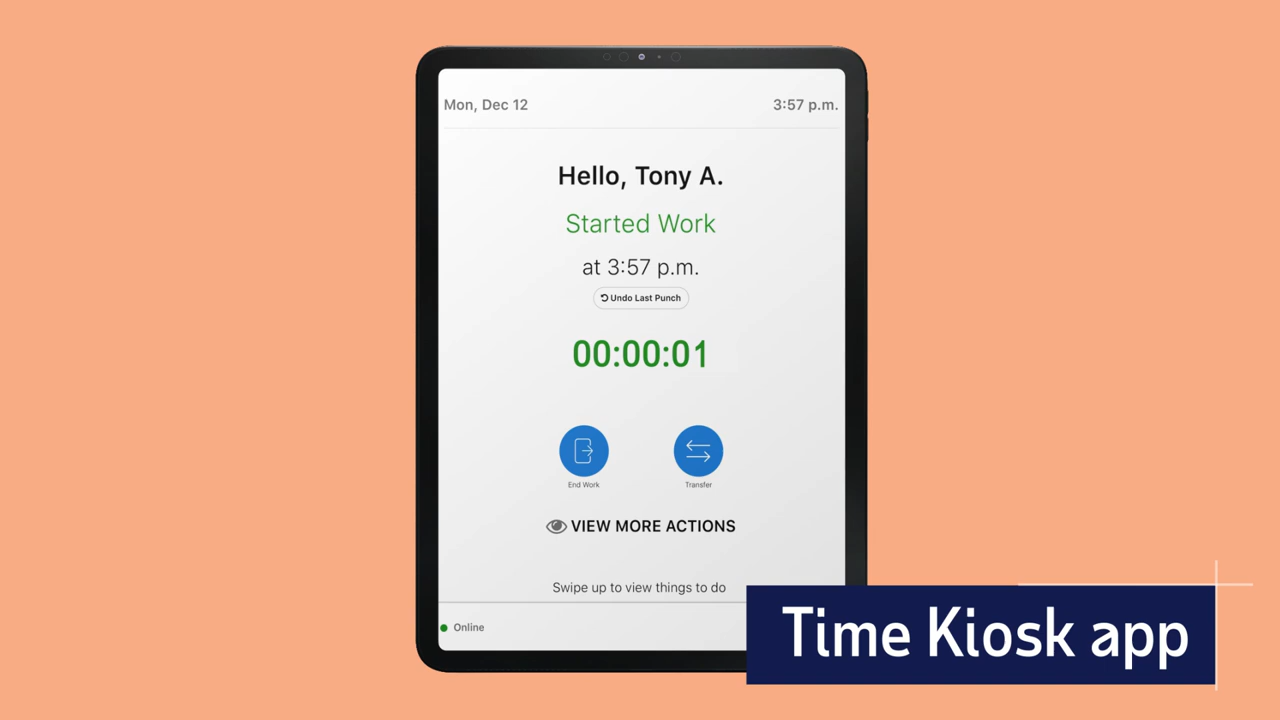 Mon, Dec 12
3:57 p.m.
Hello, Tony A.
Started Work
at 3:57 p.m.
Undo Last Punch
00:00:01
End Work
Transfer
VIEW MORE ACTIONS
Swipe up to view things to do
Online
Time Kiosk app